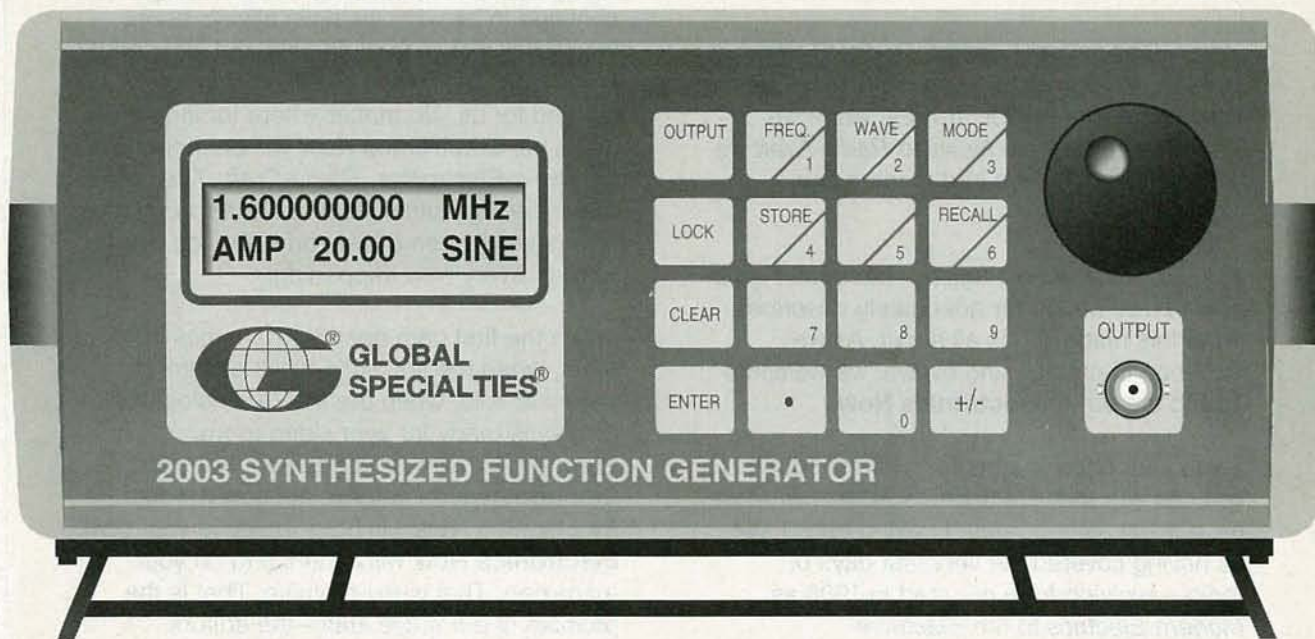 1.600000000 MHz
AMP 20.00 SINE
GLOBAL
SPECIALTIES®
®
OUTPUT
FREQ. 1
WAVE 2
MODE 3
LOCK
STORE 4
5
RECALL 6
CLEAR
7
8
9
ENTER
•
0
+/-
OUTPUT
2003 SYNTHESIZED FUNCTION GENERATOR